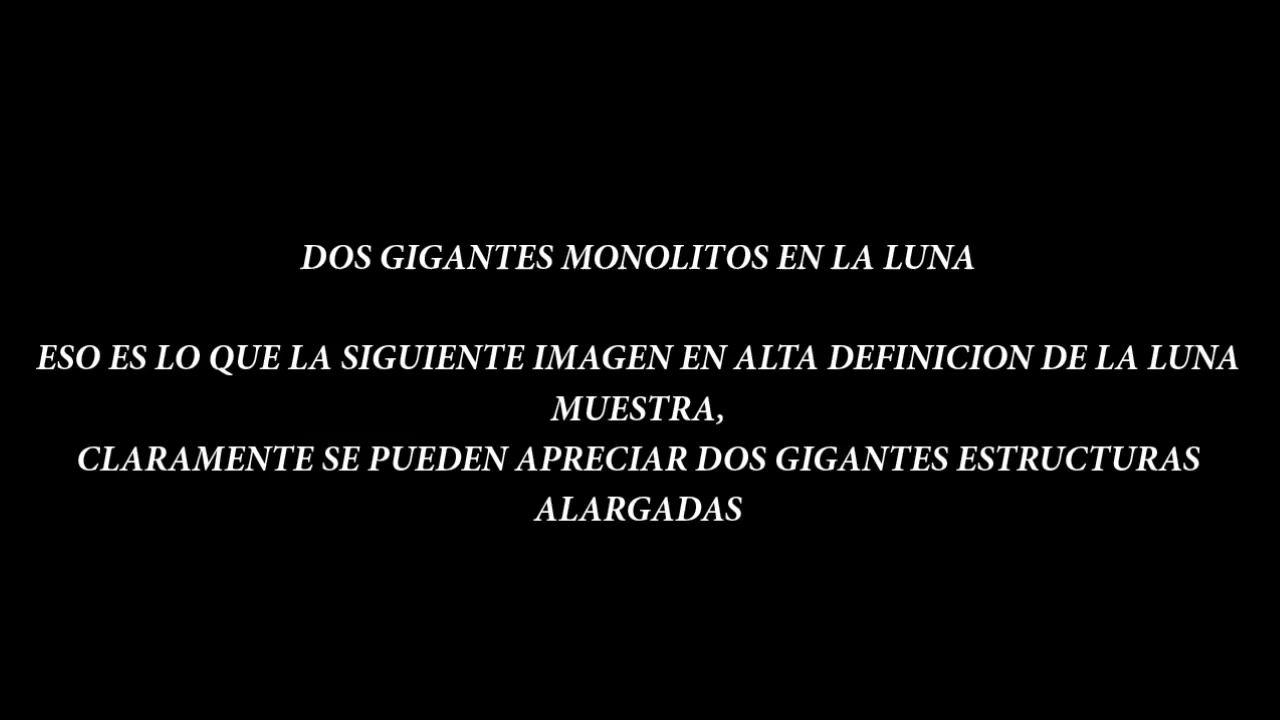 DOS GIGANTES MONOLITOS EN LA LUNA
ESO ES LO QUE LA SIGUIENTE IMAGEN EN ALTA DEFINICION DE LA LUNA
MUESTRA,
CLARAMENTE SE PUEDEN APRECIAR DOS GIGANTES ESTRUCTURAS
ALARGADAS